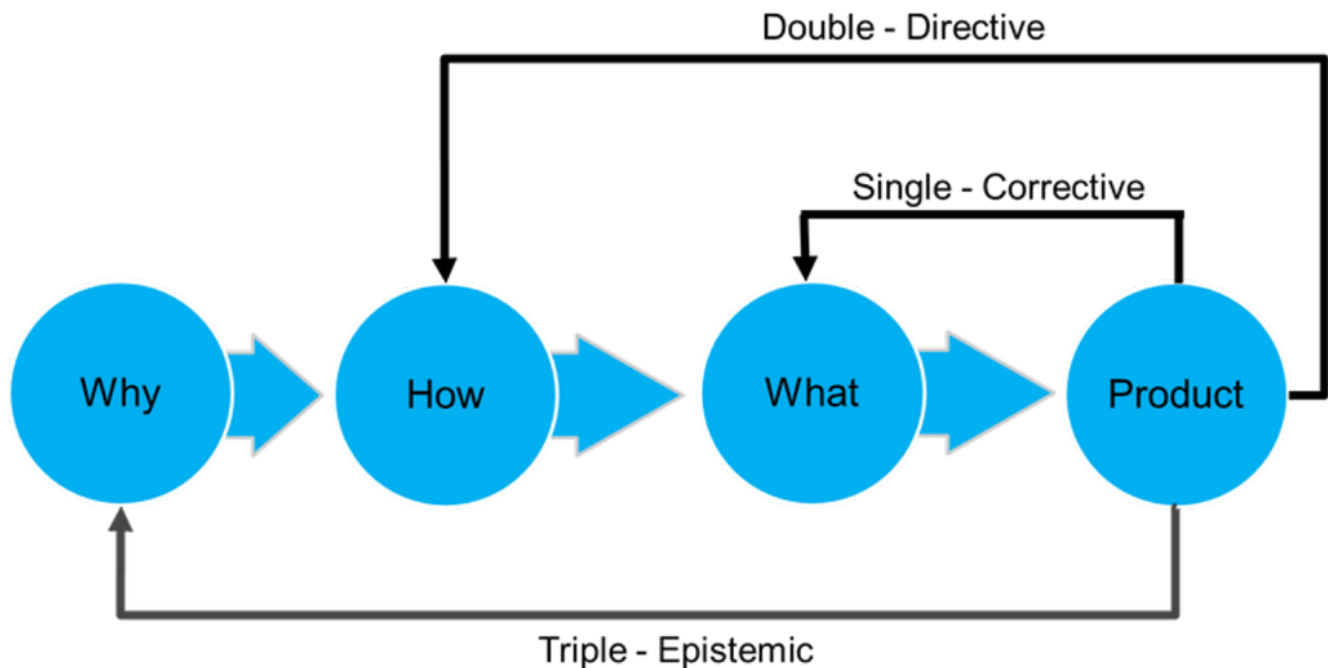 Double - Directive
Single - Corrective
Why
How
What
Product
Triple - Epistemic